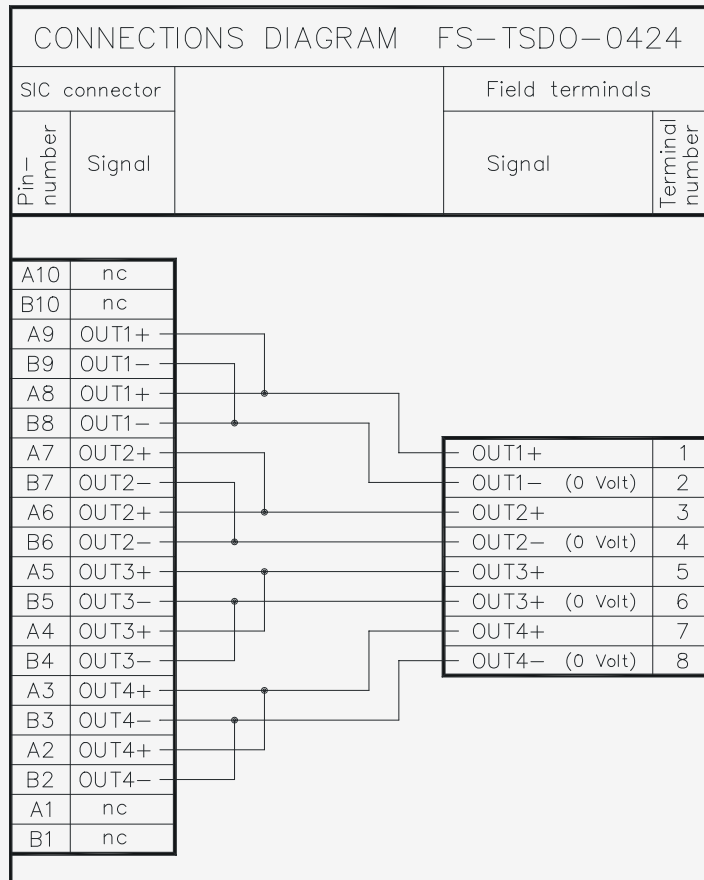 CONNECTIONS DIAGRAM FS-TSDO-0424
SIC connector
Field terminals
Pin-
number
Signal
Signal
Terminal
number
A10 nc
B10 nc
A9 OUT1+
B9 OUT1-
A8 OUT1+
B8 OUT1-
A7 OUT2+
B7 OUT2-
A6 OUT2+
B6 OUT2-
A5 OUT3+
B5 OUT3-
A4 OUT3+
B4 OUT3-
A3 OUT4+
B3 OUT4-
A2 OUT4+
B2 OUT4-
A1 nc
B1 nc
OUT1+ 1
OUT1- (0 Volt) 2
OUT2+ 3
OUT2- (0 Volt) 4
OUT3+ 5
OUT3+ (0 Volt) 6
OUT4+ 7
OUT4- (0 Volt) 8